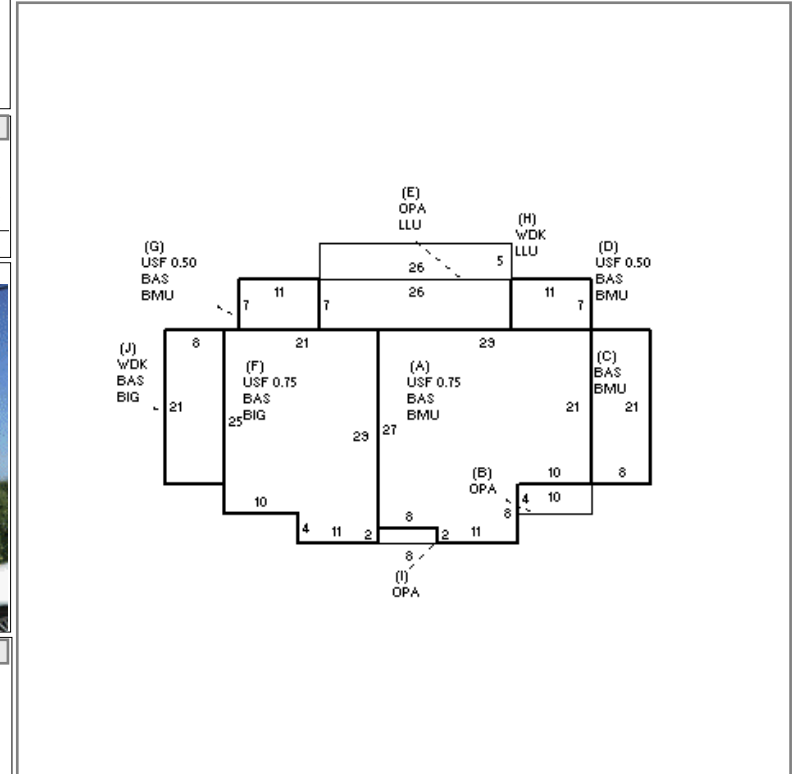 (E)
OPA
LLU
(H)
WDK
LLU
(G)
USF 0.50
BAS
BMU
(D)
USF 0.50
BAS
BMU
5
26
11
26
11
7
7
7
(J)
WDK
BAS
BIG
8
21
29
(F)
USF 0.75
BAS
BIG
(A)
USF 0.75
BAS
BMU
(C)
BAS
BMU
21
25
29
27
21
21
(B)
OPA
10
8
10
4
10
8
8
4
11
2
2
11
8
(I)
OPA